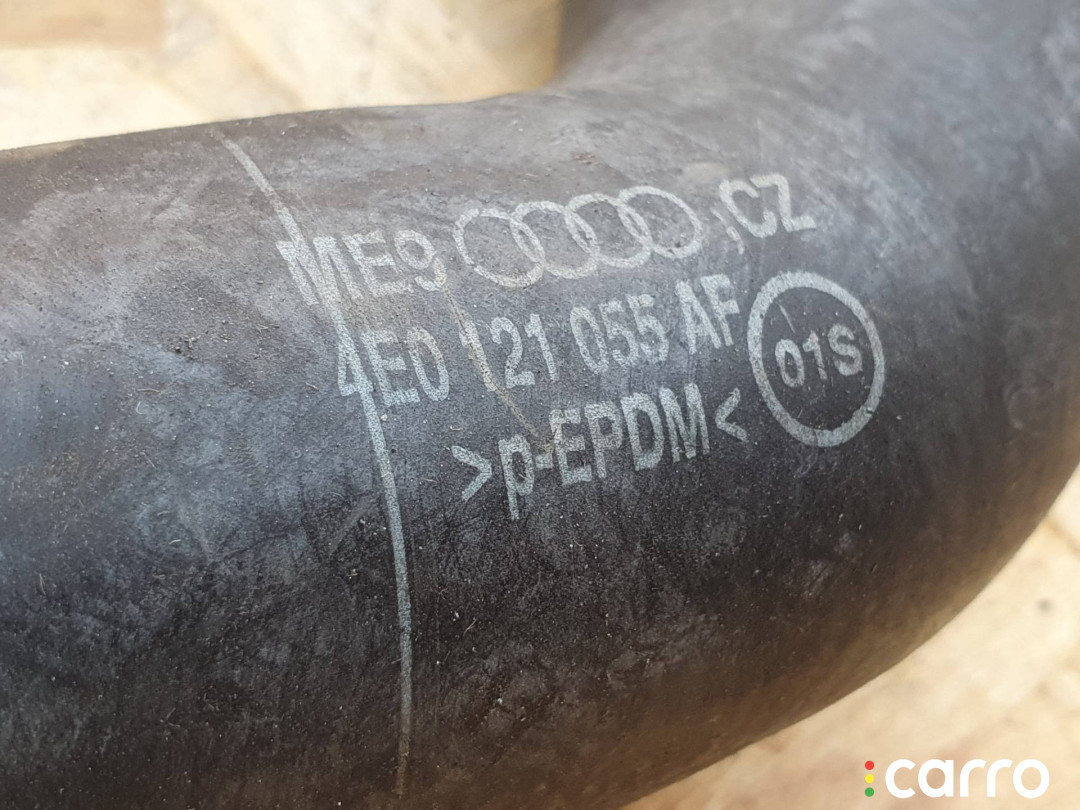 ME9 ,CZ
4E0 121 055 AF
01S
>p-EPDM<
carro